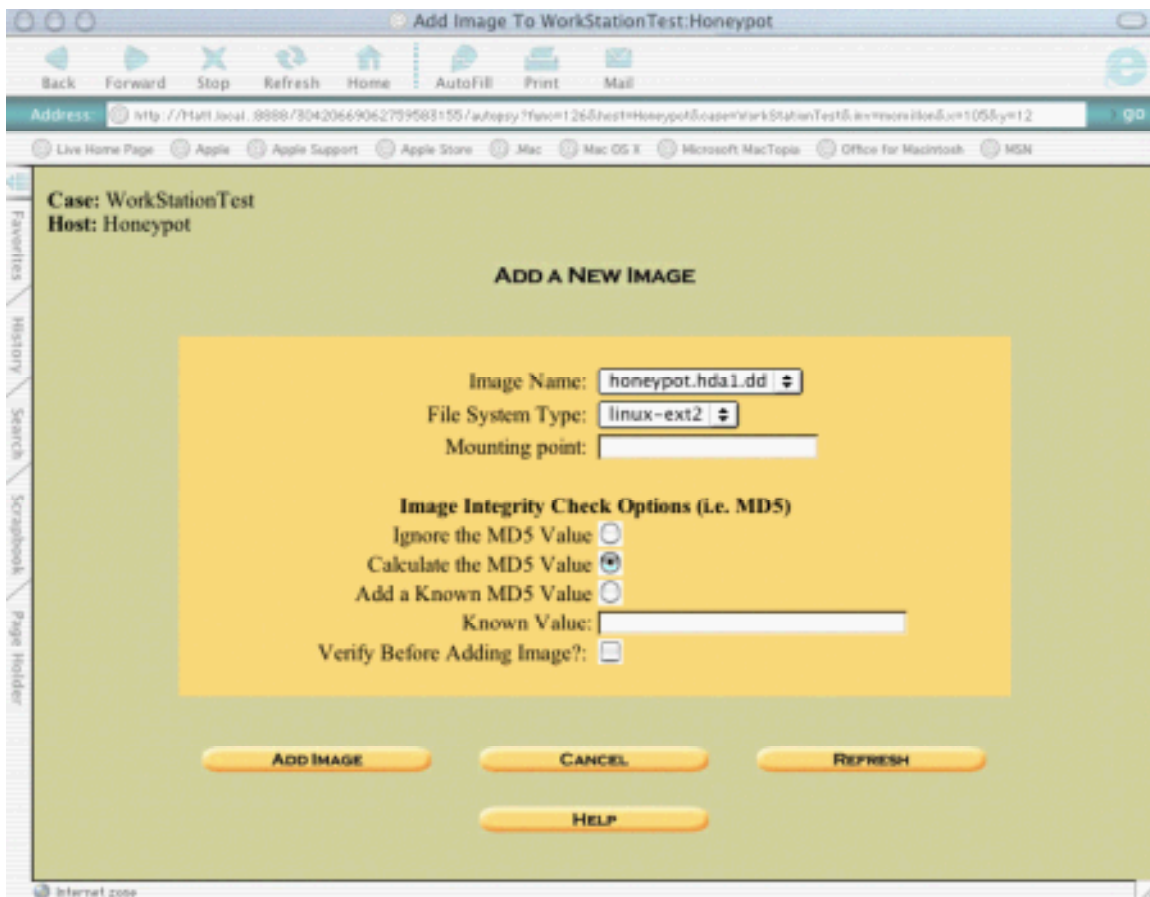 Add Image To WorkStationTest:Honeypot
Back Forward Stop Refresh Home AutoFill Print Mail
Address: go
Live Home Page Apple Apple Support Apple Store .Mac Mac OS X Microsoft MacTopia Office for Macintosh MSN
Favorites
History
Search
Scrapbook
Page Holder
Case: WorkStationTest
Host: Honeypot
ADD A NEW IMAGE
Image Name: honeypot.hda1.dd
File System Type: linux-ext2
Mounting point:
Image Integrity Check Options (i.e. MD5)
Ignore the MD5 Value
Calculate the MD5 Value
Add a Known MD5 Value
Known Value:
Verify Before Adding Image?:
ADD IMAGE CANCEL REFRESH
HELP
Internet zone